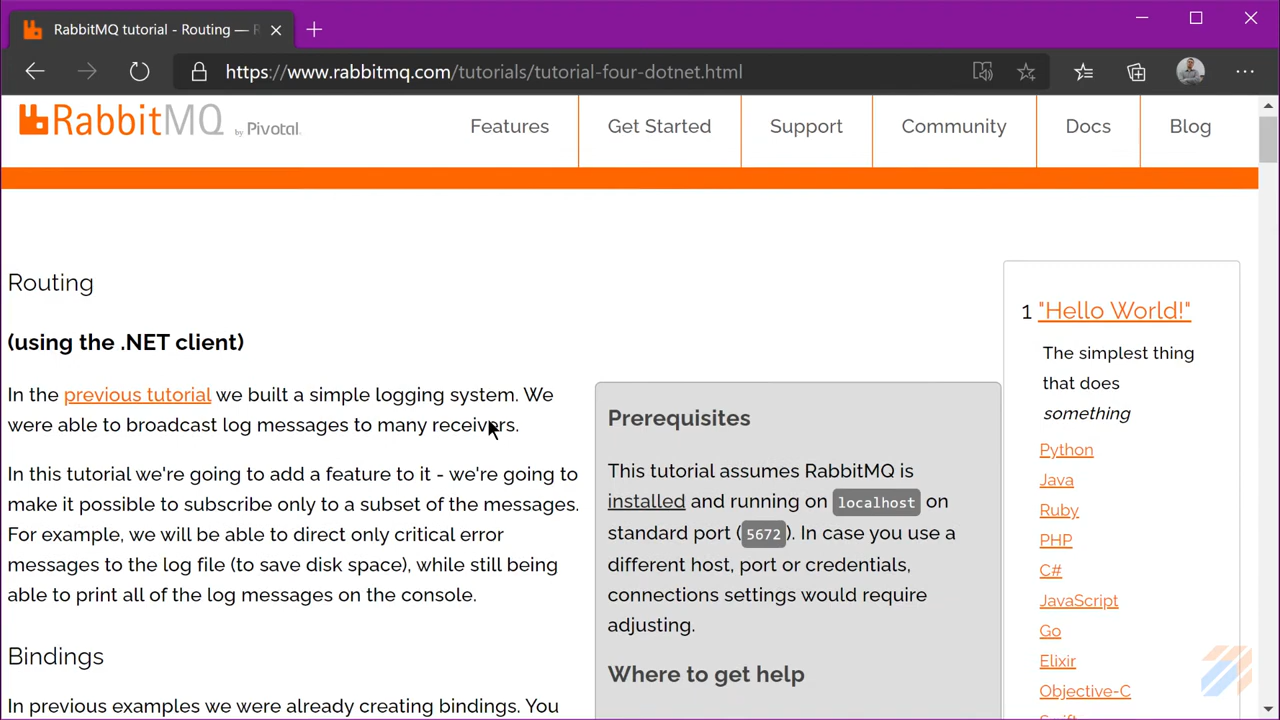 RabbitMQ tutorial - Routing —
https://www.rabbitmq.com/tutorials/tutorial-four-dotnet.html
RabbitMQ by Pivotal.
Features
Get Started
Support
Community
Docs
Blog
Routing
(using the .NET client)
In the previous tutorial we built a simple logging system. We
were able to broadcast log messages to many receivers.
In this tutorial we're going to add a feature to it - we're going to
make it possible to subscribe only to a subset of the messages.
For example, we will be able to direct only critical error
messages to the log file (to save disk space), while still being
able to print all of the log messages on the console.
Bindings
In previous examples we were already creating bindings. You
Prerequisites
This tutorial assumes RabbitMQ is
installed and running on localhost on
standard port (5672). In case you use a
different host, port or credentials,
connections settings would require
adjusting.
Where to get help
1 "Hello World!"
The simplest thing
that does
something
Python
Java
Ruby
PHP
C#
JavaScript
Go
Elixir
Objective-C